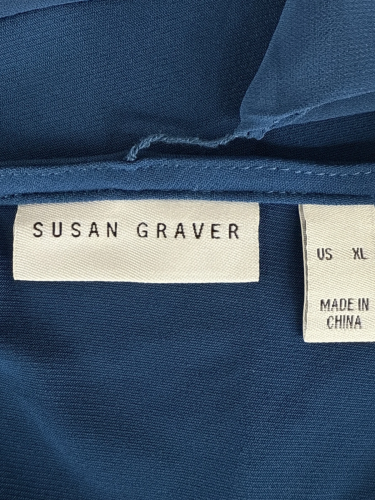 SUSAN GRAVER
US XL
MADE IN
CHINA